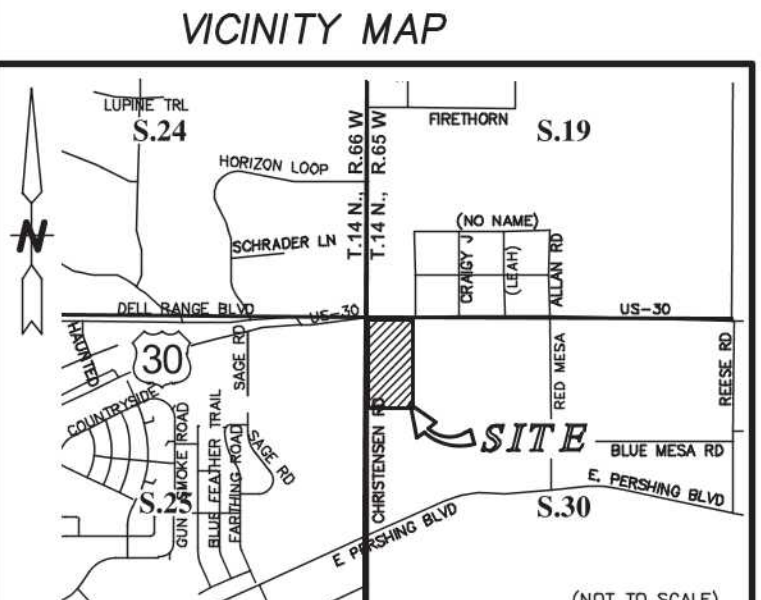 VICINITY MAP
LUPINE TRL
S.24
FIRETHORN
S.19
HORIZON LOOP
T.14 N., R.66 W
T.14 N., R.65 W
N
SCHRADER LN
(NO NAME)
CRAIGY J
(LEAH)
ALLAN RD
DELL RANGE BLVD
US-30
US-30
HAUNTED
30
SAGE RD
RED MESA
REESE RD
COUNTRYSIDE
GUN SMOKE ROAD
BLUE FEATHER TRAIL
FARTHING ROAD
SAGE RD
CHRISTENSEN RD
SITE
BLUE MESA RD
S.25
E. PERSHING BLVD
S.30
E PERSHING BLVD
(NOT TO SCALE)